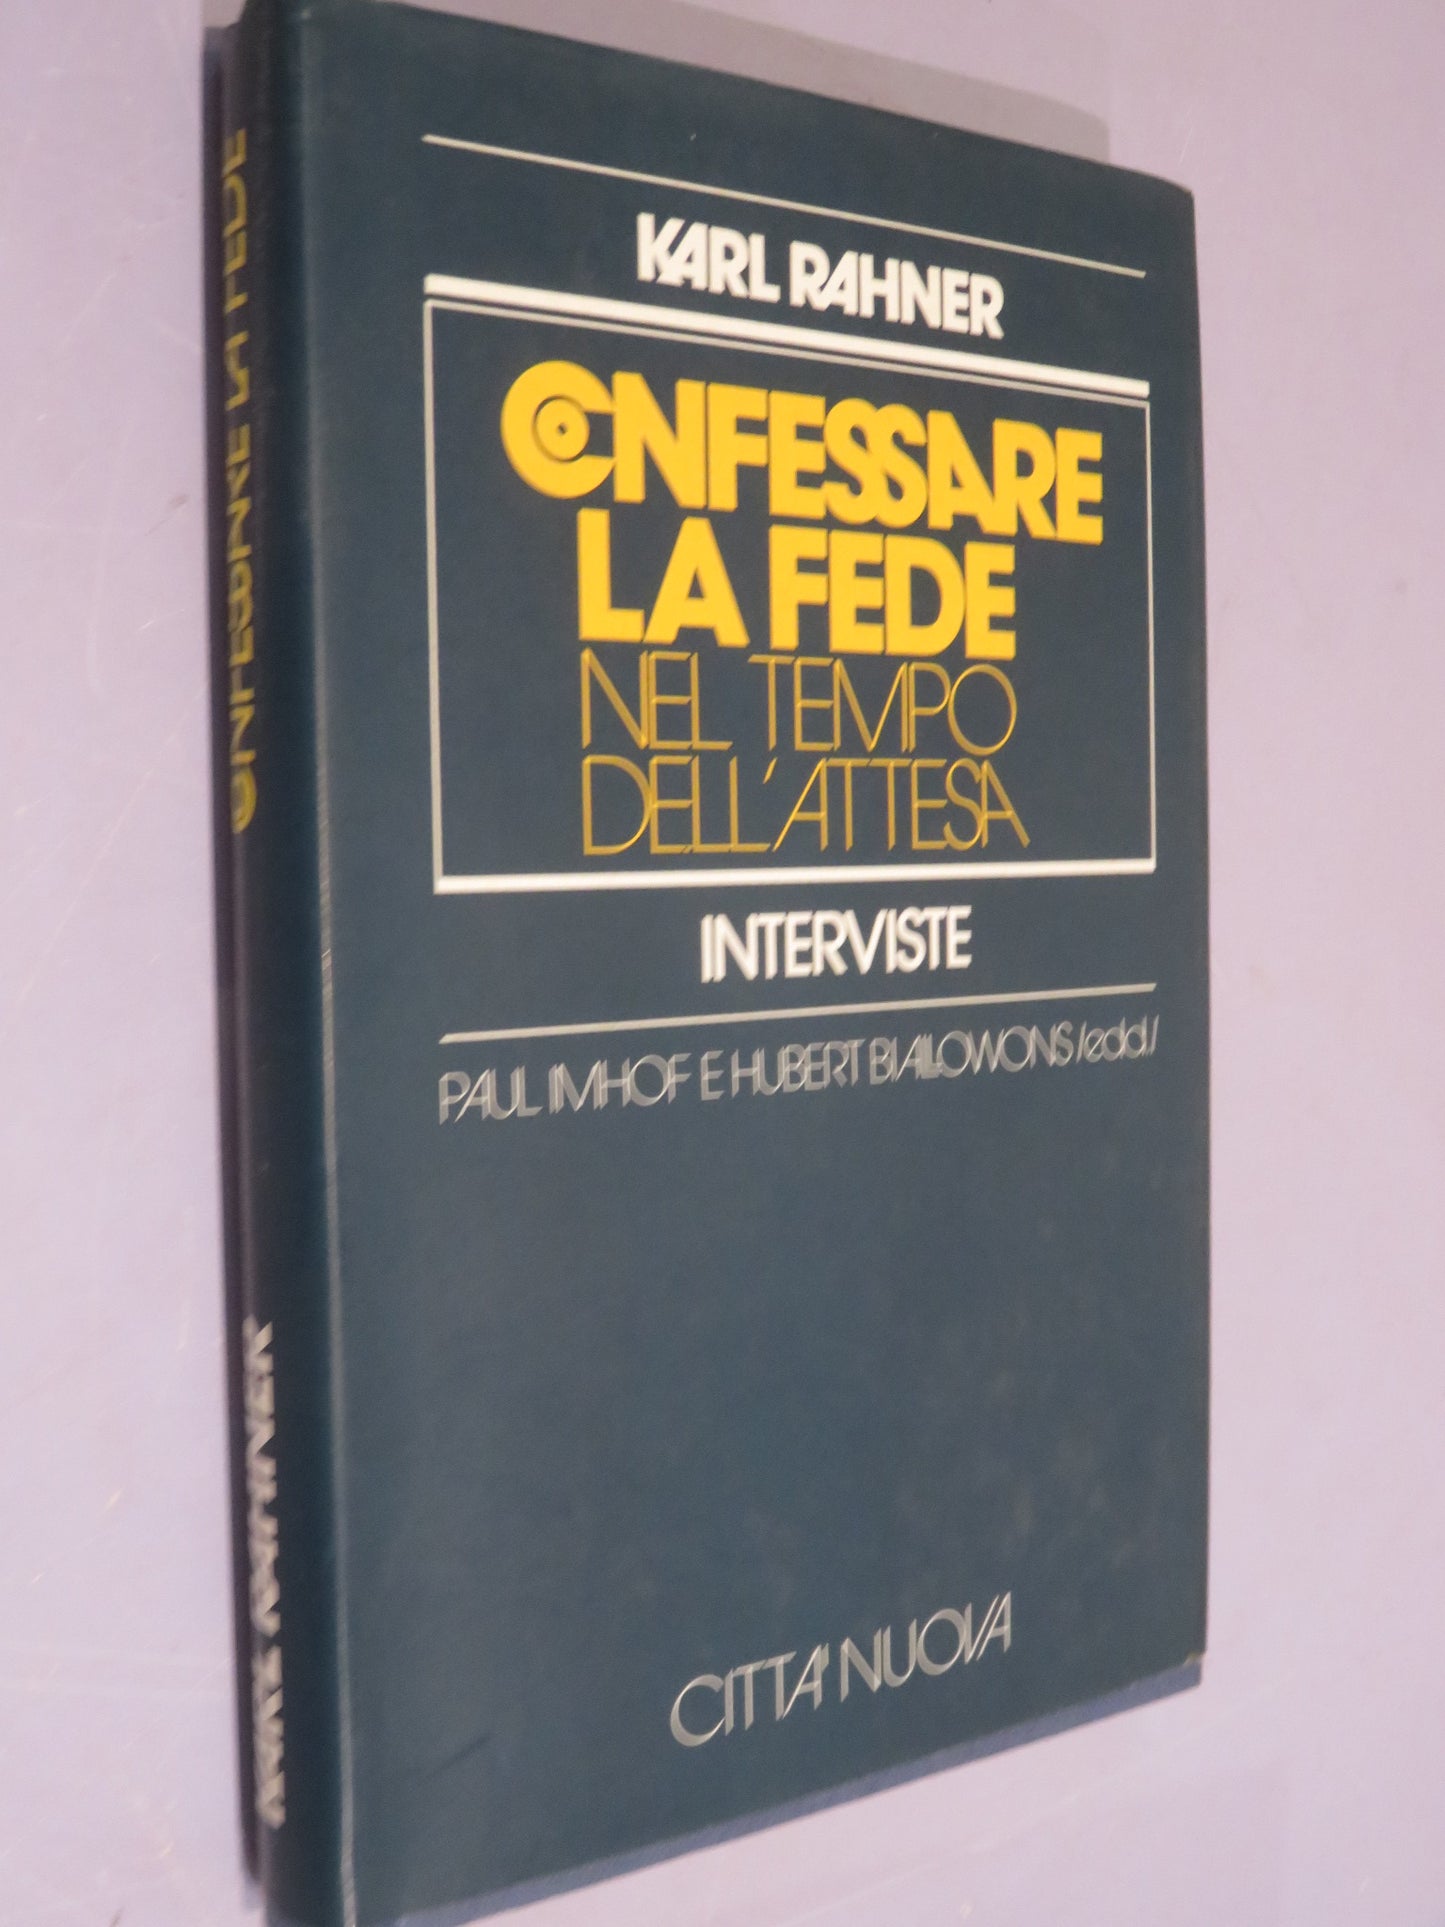 KARL RAHNER
CONFESSARE
LA FEDE
NEL TEMPO
DELL'ATTESA
INTERVISTE
PAUL IMHOF E HUBERT BIALLOWONS /edd/
CITTA' NUOVA
CONFESSARE LA FEDE
KARL RAHNER